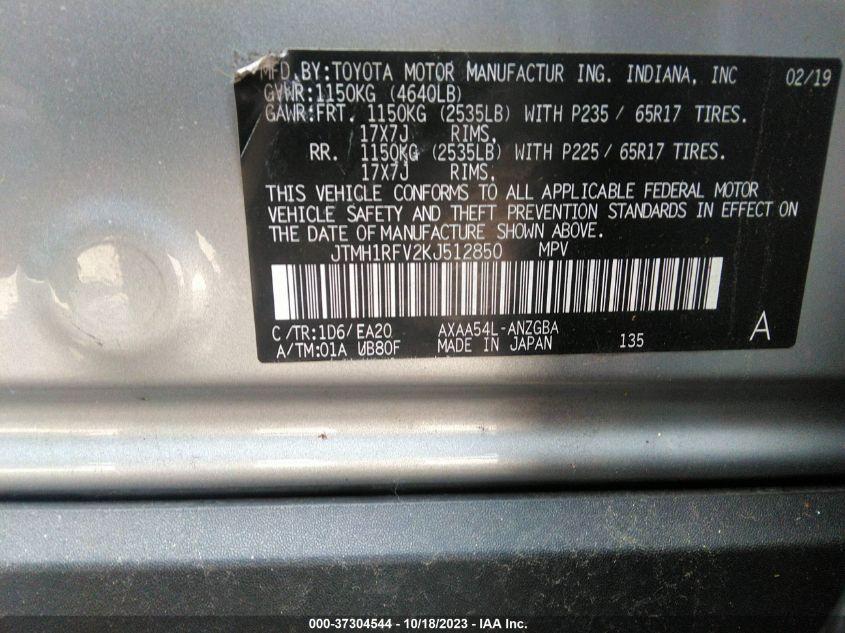 MFD.BY:TOYOTA MOTOR MANUFACTUR ING. INDIANA, INC 02/19
GVWR:1150KG (4640LB)
GAWR:FRT. 1150KG (2535LB) WITH P235 / 65R17 TIRES.
17X7J RIMS,
RR. 1150KG (2535LB) WITH P225 / 65R17 TIRES.
17X7J RIMS,
THIS VEHICLE CONFORMS TO ALL APPLICABLE FEDERAL MOTOR
VEHICLE SAFETY AND THEFT PREVENTION STANDARDS IN EFFECT ON
THE DATE OF MANUFACTURE SHOWN ABOVE.
JTMH1RFV2KJ512850 MPV
C/TR:1D6/EA20 AXAA54L-ANZGBA A
A/TM:01A WB80F MADE IN JAPAN 135
000-37304544 - 10/18/2023 - IAA Inc.